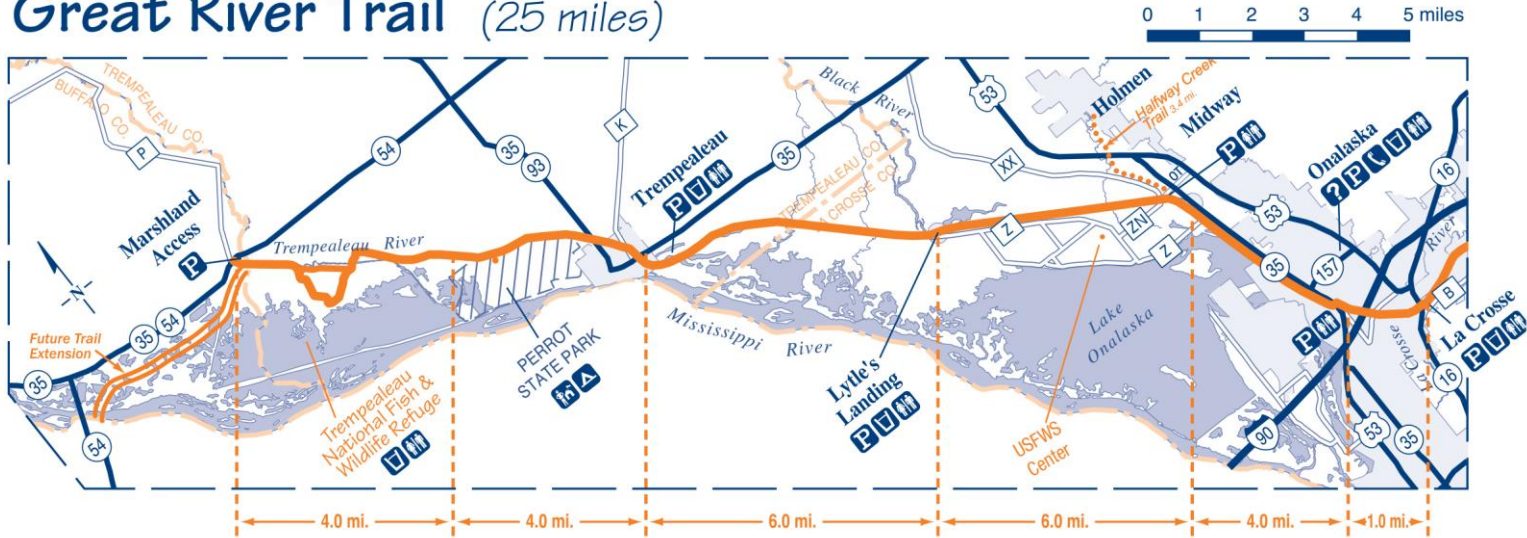 Great River Trail (25 miles)
0 1 2 3 4 5 miles
TREMPEALEAU CO.
BUFFALO CO.
P
54
35
93
K
Trempealeau
P
35
Black River
TREMPEALEAU CO.
LA CROSSE CO.
53
XX
Holmen
Halfway Creek
Trail 3.4 mi.
Midway
P
OT
Onalaska
? P
16
53
Marshland
Access
P
Trempealeau River
Z
ZN
Z
35
157
River
B
N
35
54
Future Trail
Extension
35
54
Trempealeau
National Fish &
Wildlife Refuge
PERROT
STATE PARK
Mississippi River
Lytle's
Landing
P
Lake
Onalaska
USFWS
Center
P
90
53
35
La Crosse
La Crosse
P
16
4.0 mi.
4.0 mi.
6.0 mi.
6.0 mi.
4.0 mi.
1.0 mi.